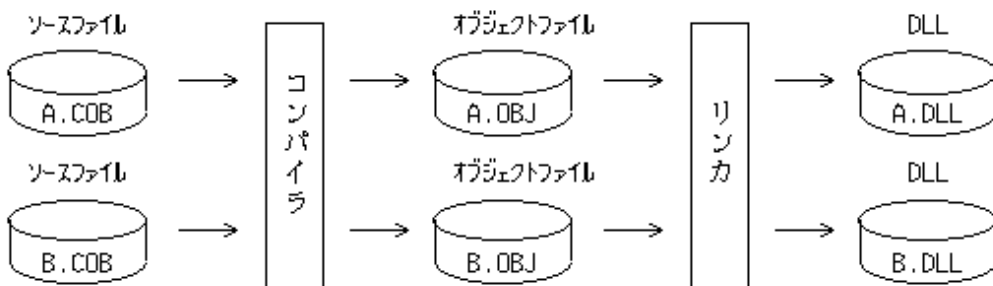 ソースファイル
オブジェクトファイル
DLL
A.COB
コンパイラ
A.OBJ
リンカ
A.DLL
ソースファイル
オブジェクトファイル
DLL
B.COB
B.OBJ
B.DLL